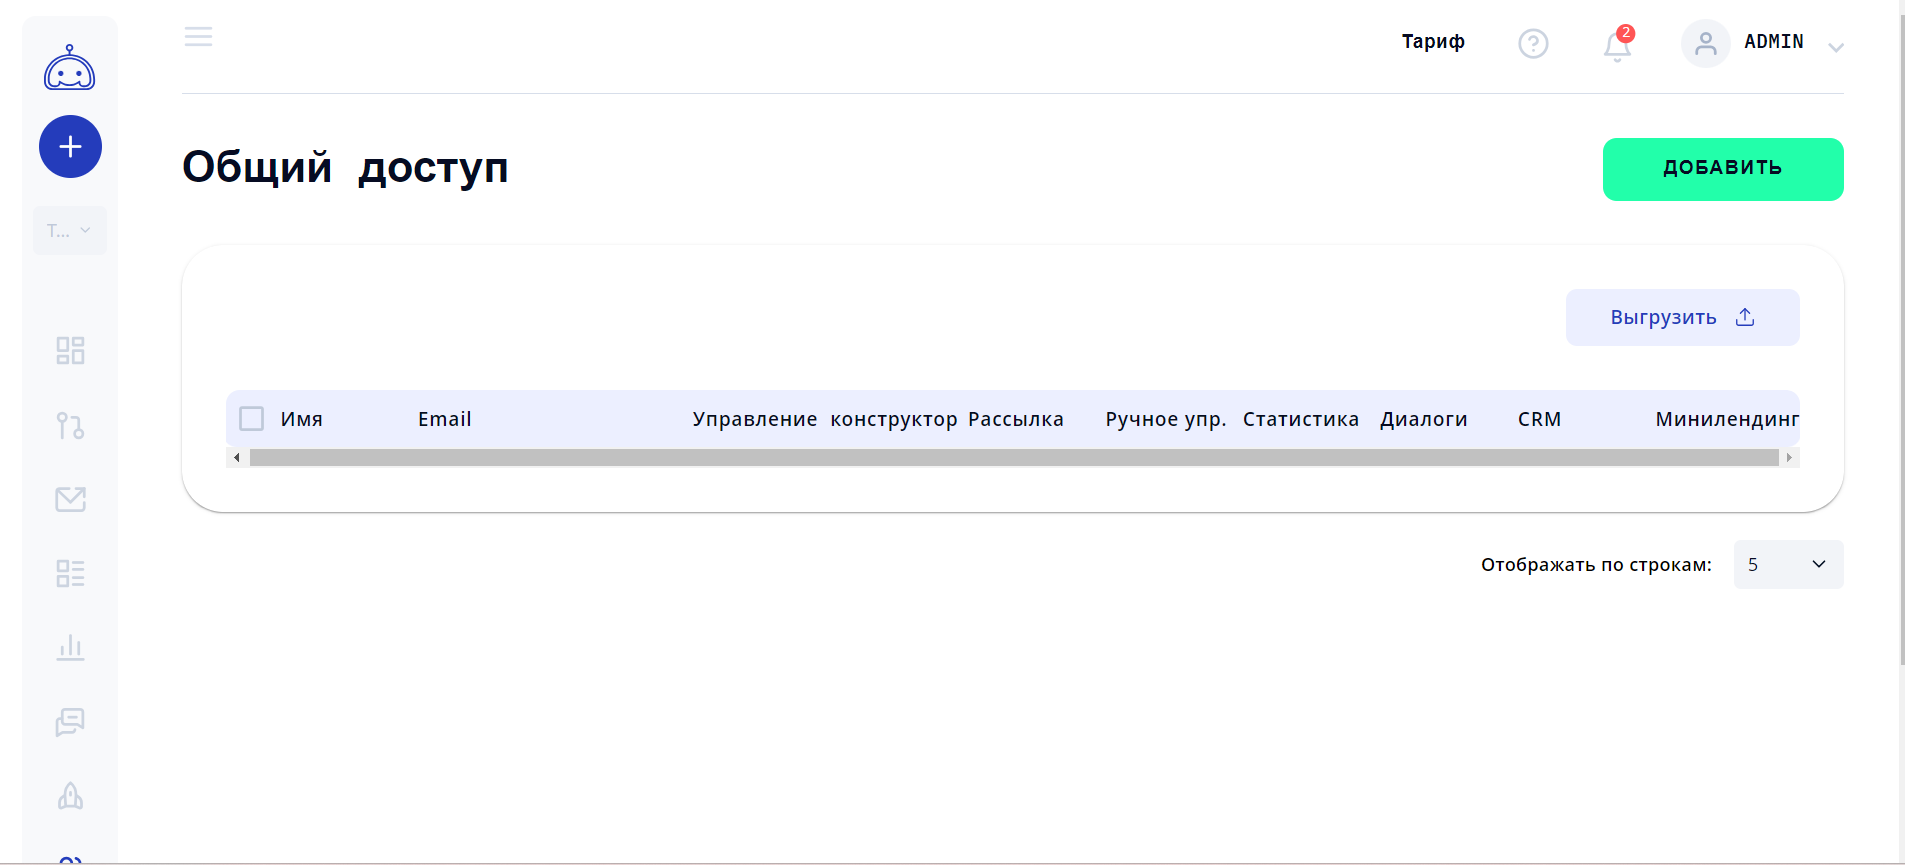 Тариф
2
ADMIN
Общий доступ
ДОБАВИТЬ
Т...
Выгрузить
Имя Email Управление конструктор Рассылка Ручное упр. Статистика Диалоги CRM Минилендинг
Отображать по строкам: 5